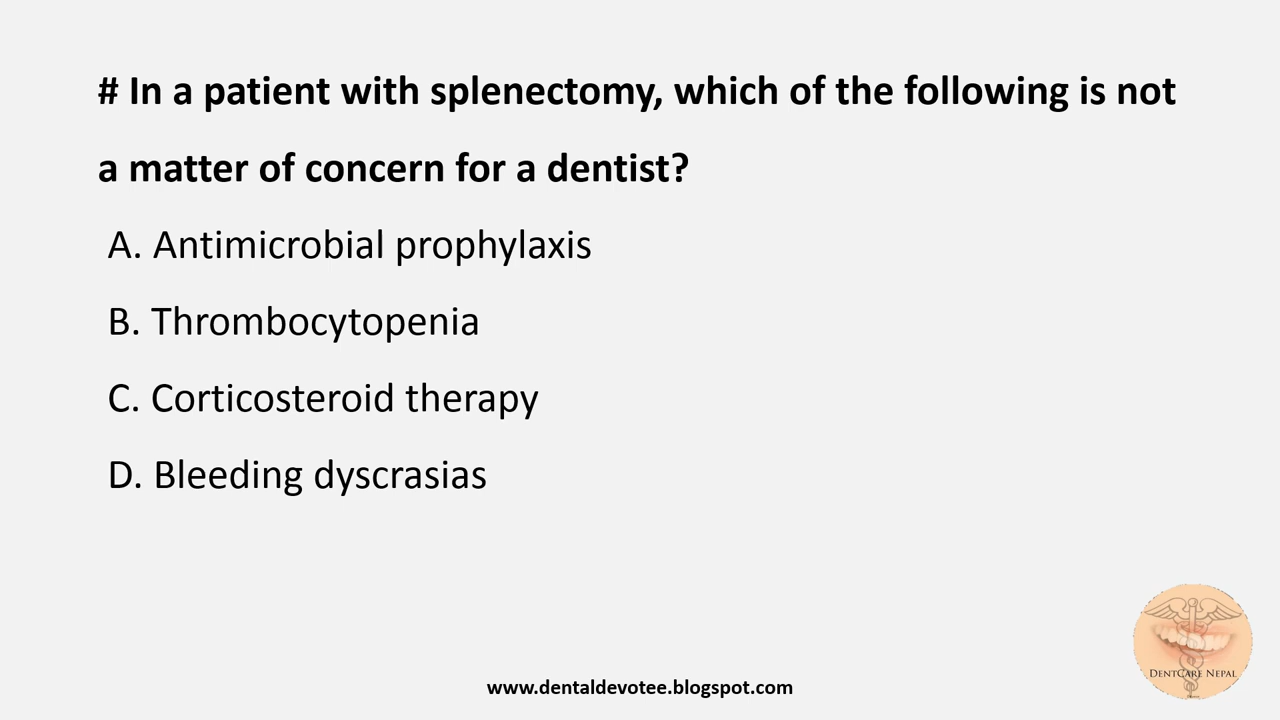 # In a patient with splenectomy, which of the following is not
a matter of concern for a dentist?
A. Antimicrobial prophylaxis
B. Thrombocytopenia
C. Corticosteroid therapy
D. Bleeding dyscrasias
DENTCARE NEPAL
www.dentaldevotee.blogspot.com